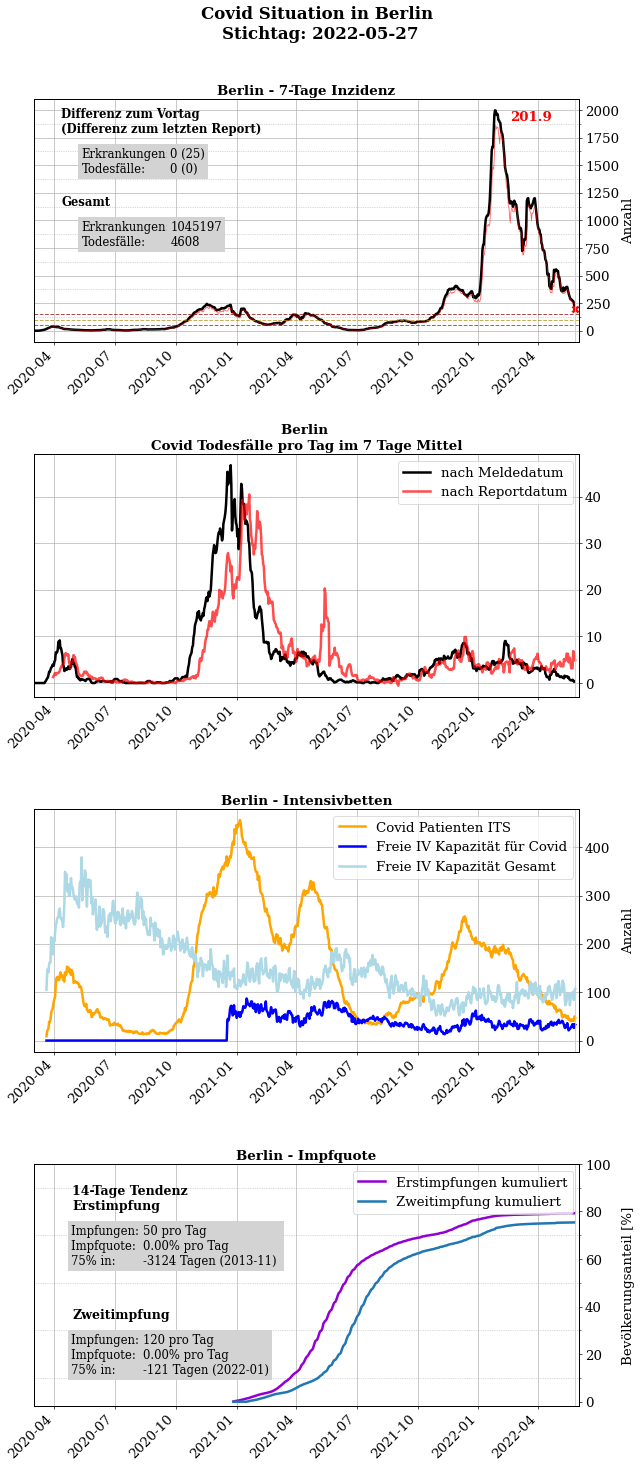 Covid Situation in Berlin
Stichtag: 2022-05-27
Berlin - 7-Tage Inzidenz
Differenz zum Vortag
(Differenz zum letzten Report)
Erkrankungen 0 (25)
Todesfälle: 0 (0)
Gesamt
Erkrankungen 1045197
Todesfälle: 4608
201.9
2000
1750
1500
1250
1000
750
500
250
0
Anzahl
2020-04
2020-07
2020-10
2021-01
2021-04
2021-07
2021-10
2022-01
2022-04
Berlin
Covid Todesfälle pro Tag im 7 Tage Mittel
nach Meldedatum
nach Reportdatum
40
30
20
10
0
2020-04
2020-07
2020-10
2021-01
2021-04
2021-07
2021-10
2022-01
2022-04
Berlin - Intensivbetten
Covid Patienten ITS
Freie IV Kapazität für Covid
Freie IV Kapazität Gesamt
400
300
200
100
0
Anzahl
2020-04
2020-07
2020-10
2021-01
2021-04
2021-07
2021-10
2022-01
2022-04
Berlin - Impfquote
14-Tage Tendenz
Erstimpfung
Impfungen: 50 pro Tag
Impfquote: 0.00% pro Tag
75% in: -3124 Tagen (2013-11)
Zweitimpfung
Impfungen: 120 pro Tag
Impfquote: 0.00% pro Tag
75% in: -121 Tagen (2022-01)
Erstimpfungen kumuliert
Zweitimpfung kumuliert
100
80
60
40
20
0
Bevölkerungsanteil [%]
2020-04
2020-07
2020-10
2021-01
2021-04
2021-07
2021-10
2022-01
2022-04